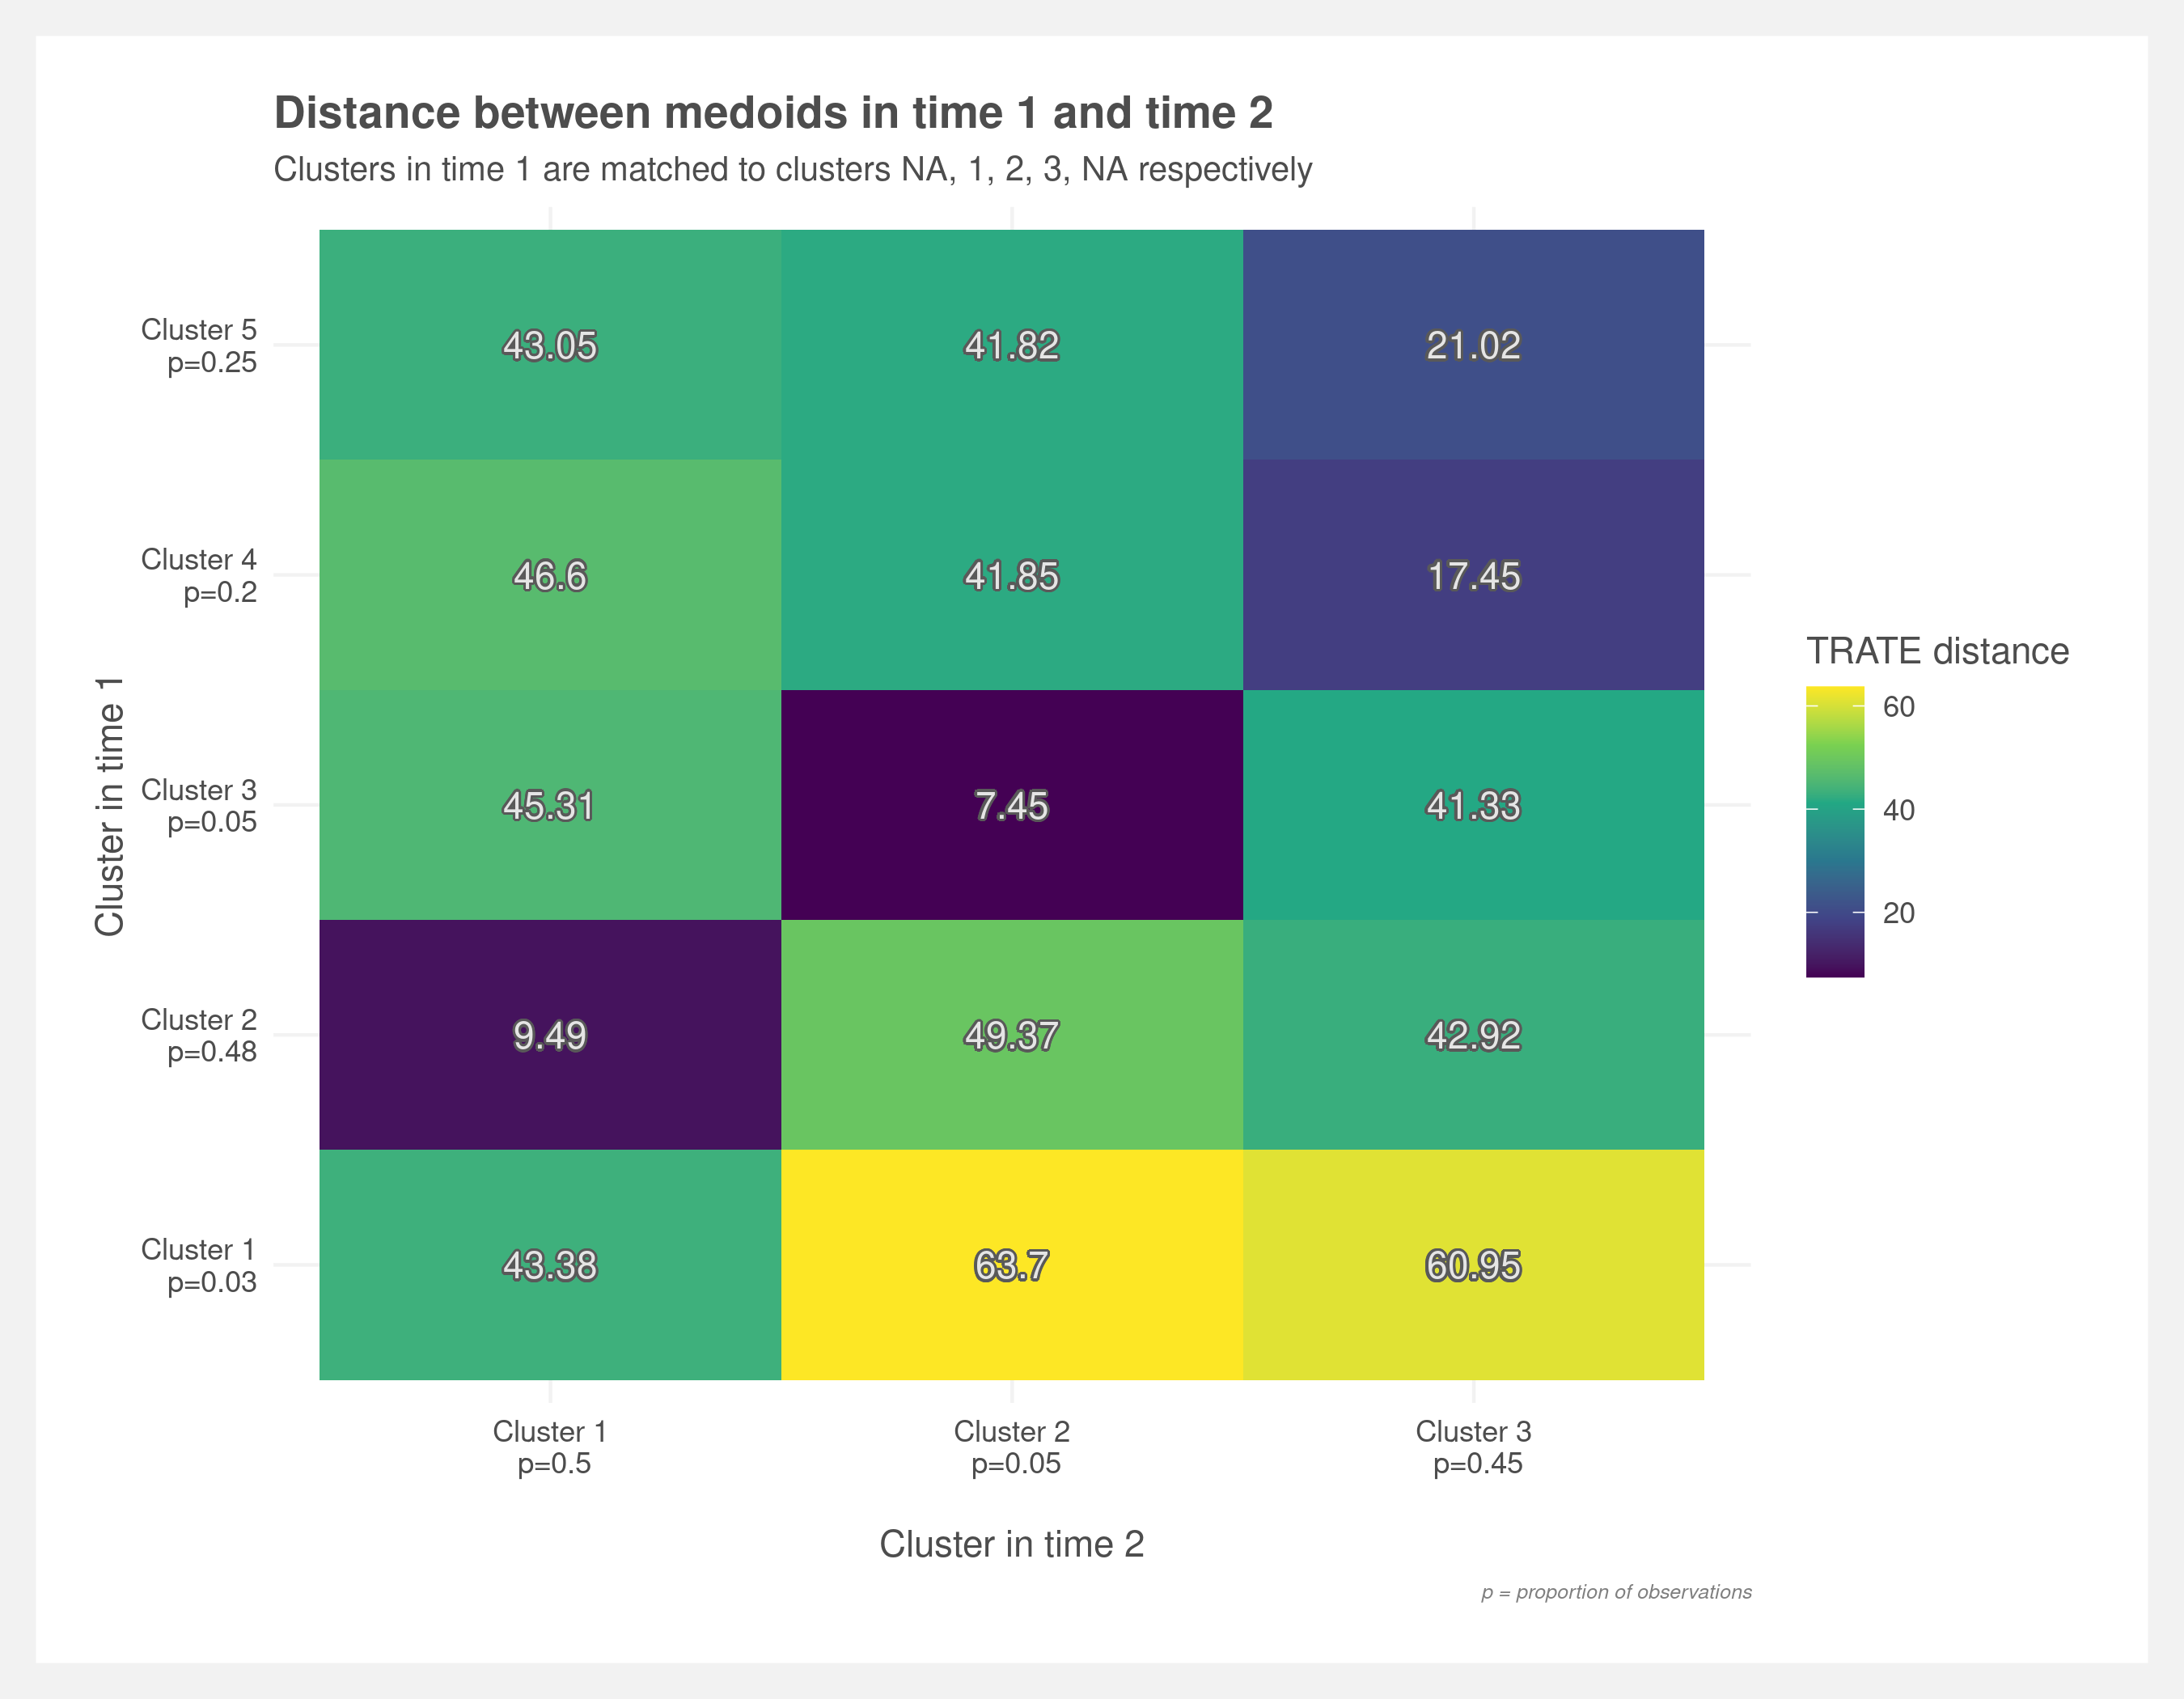 Distance between medoids in time 1 and time 2
Clusters in time 1 are matched to clusters NA, 1, 2, 3, NA respectively
Cluster in time 1
Cluster 5
p=0.25
43.05 41.82 21.02
Cluster 4
p=0.2
46.6 41.85 17.45
Cluster 3
p=0.05
45.31 7.45 41.33
Cluster 2
p=0.48
9.49 49.37 42.92
Cluster 1
p=0.03
43.38 63.7 60.95
Cluster 1 Cluster 2 Cluster 3
p=0.5 p=0.05 p=0.45
Cluster in time 2
TRATE distance
60
40
20
p = proportion of observations